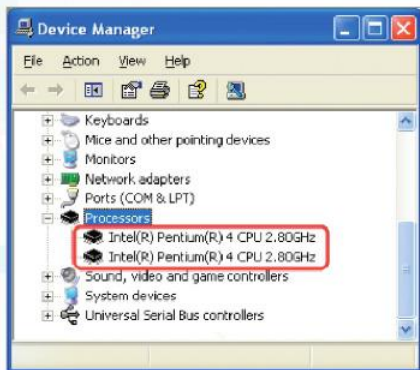 Device Manager
File Action View Help
Keyboards
Mice and other pointing devices
Monitors
Network adapters
Ports (COM & LPT)
Processors
Intel(R) Pentium(R) 4 CPU 2.80GHz
Intel(R) Pentium(R) 4 CPU 2.80GHz
Sound, video and game controllers
System devices
Universal Serial Bus controllers